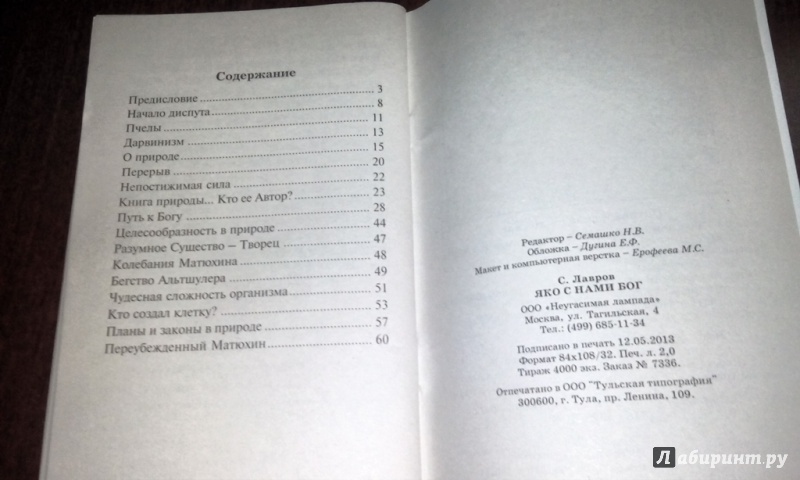 Содержание
Предисловие 3
Начало диспута 8
Пчелы 11
Дарвинизм 13
О природе 15
Перерыв 20
Непостижимая сила 22
Книга природы... Кто ее Автор? 23
Путь к Богу 28
Целесообразность в природе 44
Разумное Существо – Творец 47
Колебания Матюхина 48
Бегство Альтшулера 49
Чудесная сложность организма 51
Кто создал клетку? 53
Планы и законы в природе 57
Переубежденный Матюхин 60
Редактор – Семашко Н.В.
Обложка – Дугина Е.Ф.
Макет и компьютерная верстка – Ерофеева М.С.
С. Лавров
ЯКО С НАМИ БОГ
ООО «Неугасимая лампада»
Москва, ул. Тагильская, 4
Тел.: (499) 685-11-34
Подписано в печать 12.05.2013
Формат 84х108/32. Печ. л. 2,0
Тираж 4000 экз. Заказ № 7336.
Отпечатано в ООО "Тульская типография"
300600, г. Тула, пр. Ленина, 109.
Лабиринт.ру